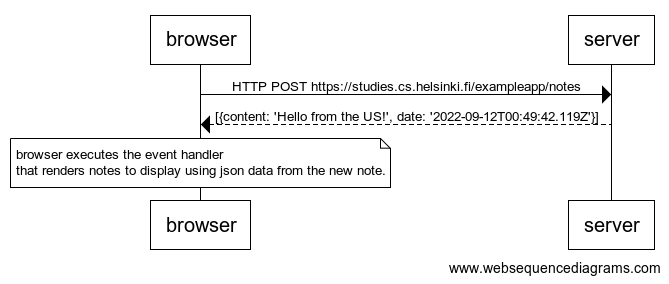 browser
server
HTTP POST https://studies.cs.helsinki.fi/exampleapp/notes
[{content: 'Hello from the US!', date: '2022-09-12T00:49:42.119Z'}]
browser executes the event handler
that renders notes to display using json data from the new note.
browser
server
www.websequencediagrams.com